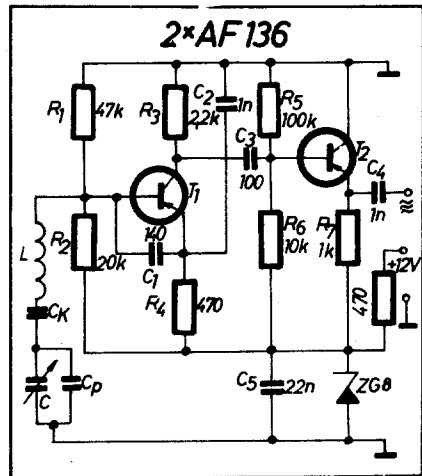 2×AF136
R1
47k
R3
2,2k
C2
1n
R5
100k
C3
100
T1
T2
C4
1n
≈
R2
20k
140
C1
R4
470
R6
10k
R7
1k
+12V
470
L
CK
C
Cp
C5
22n
ZG8